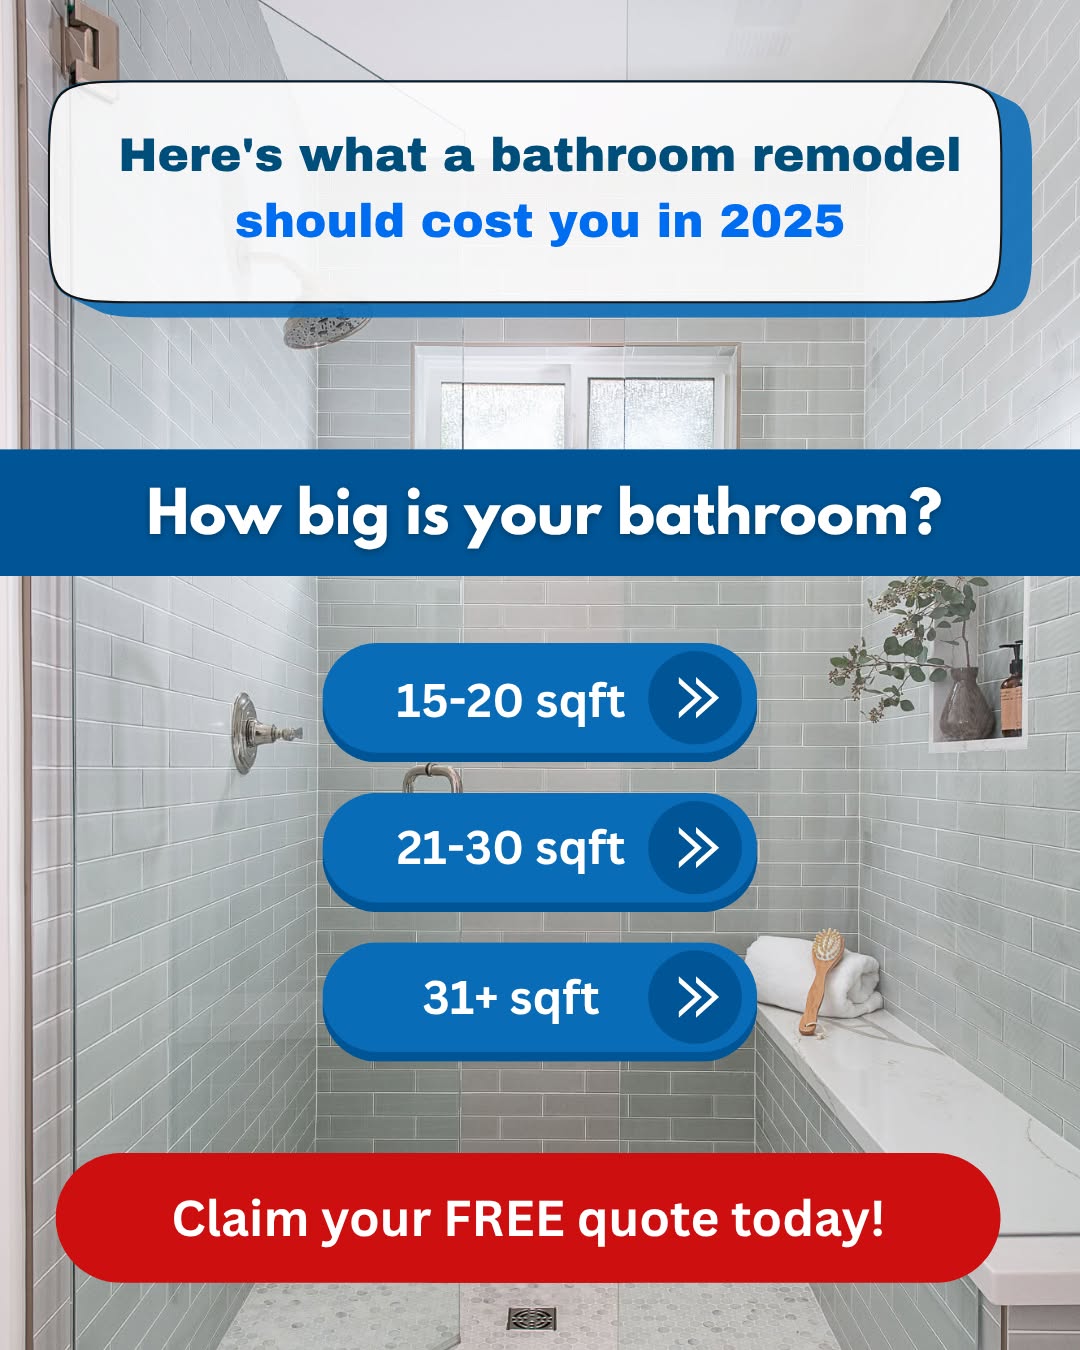 Here's what a bathroom remodel
should cost you in 2025
How big is your bathroom?
15-20 sqft
21-30 sqft
31+ sqft
Claim your FREE quote today!